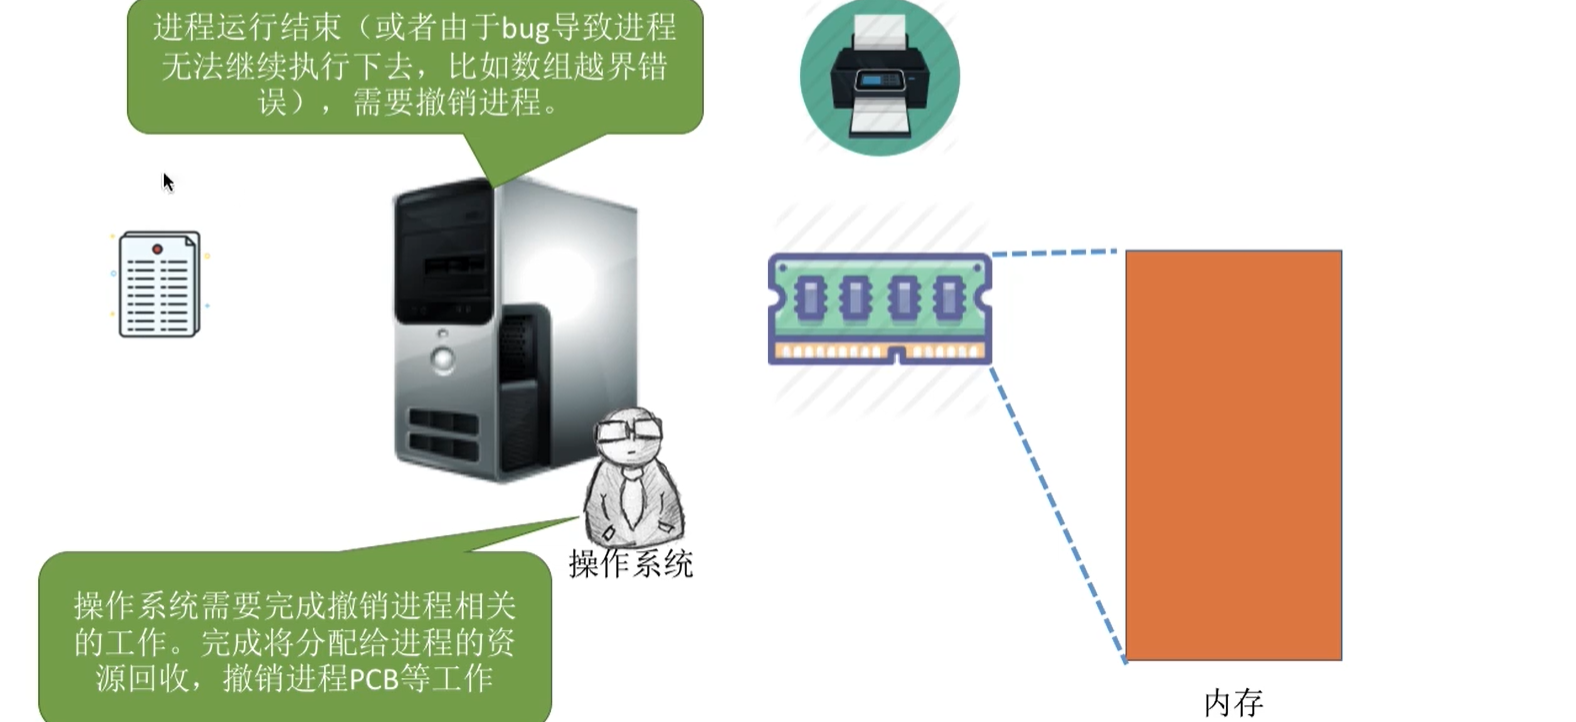 进程运行结束（或者由于bug导致进程
无法继续执行下去，比如数组越界错
误），需要撤销进程。
操作系统
操作系统需要完成撤销进程相关
的工作。完成将分配给进程的资
源回收，撤销进程PCB等工作
内存